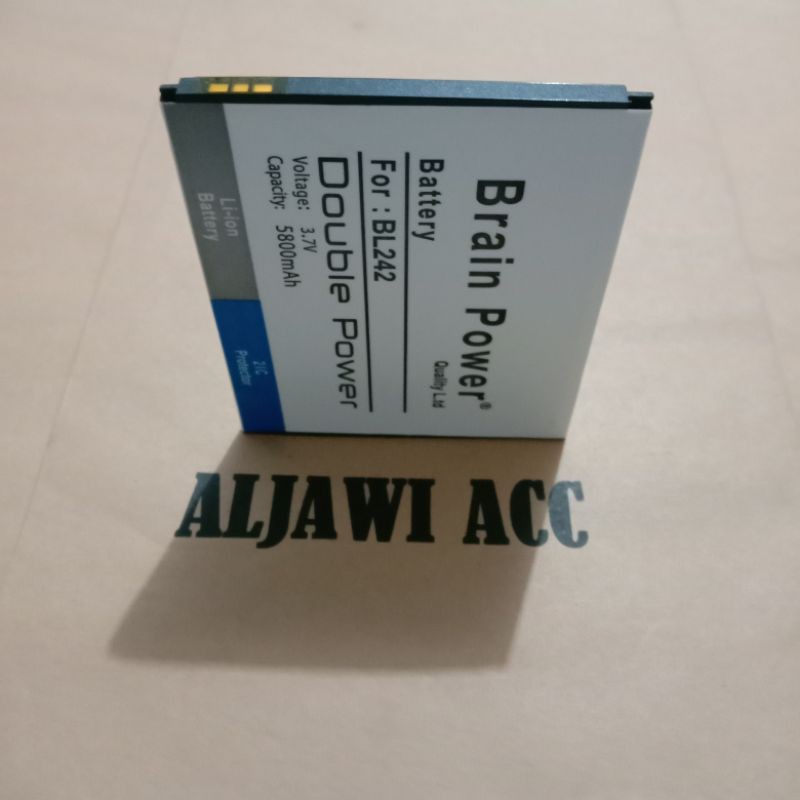 Brain Power®
Quality Ltd
Battery
For : BL242
Double Power
Voltage: 3.7V
Capacity: 5800mAh
Li-ion
Battery
2IC
Protector
ALJAWI ACC